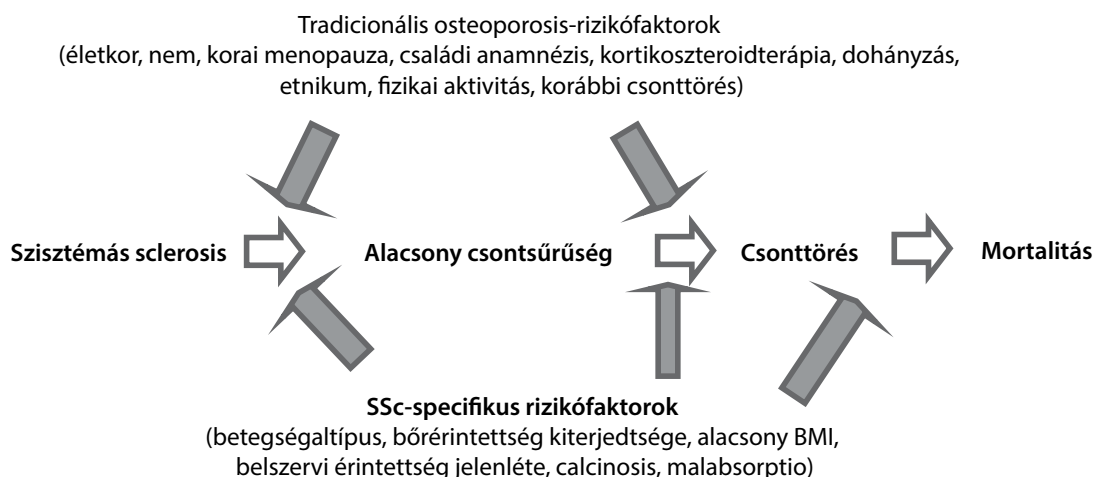 Tradicionális osteoporosis-rizikófaktorok
(életkor, nem, korai menopauza, családi anamnézis, kortikoszteroidterápia, dohányzás,
etnikum, fizikai aktivitás, korábbi csonttörés)
Szisztémás sclerosis
Alacsony csontsűrűség
Csonttörés
Mortalitás
SSc-specifikus rizikófaktorok
(betegségaltípus, bőrérintettség kiterjedtsége, alacsony BMI,
belszervi érintettség jelenléte, calcinosis, malabsorptio)